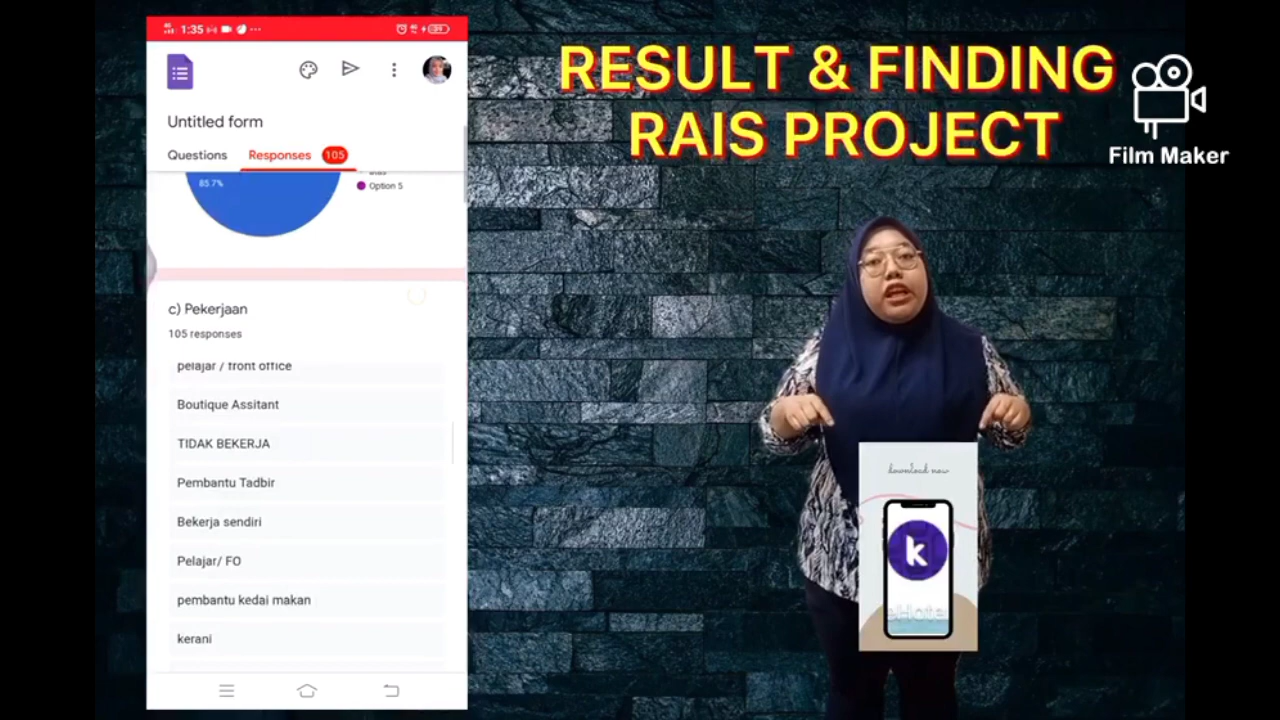 1:35
Untitled form
Questions
Responses
105
85.7%
Option 5
c) Pekerjaan
105 responses
pelajar / front office
Boutique Assitant
TIDAK BEKERJA
Pembantu Tadbir
Bekerja sendiri
Pelajar/ FO
pembantu kedai makan
kerani
RESULT & FINDING
RAIS PROJECT
Film Maker
download now
k